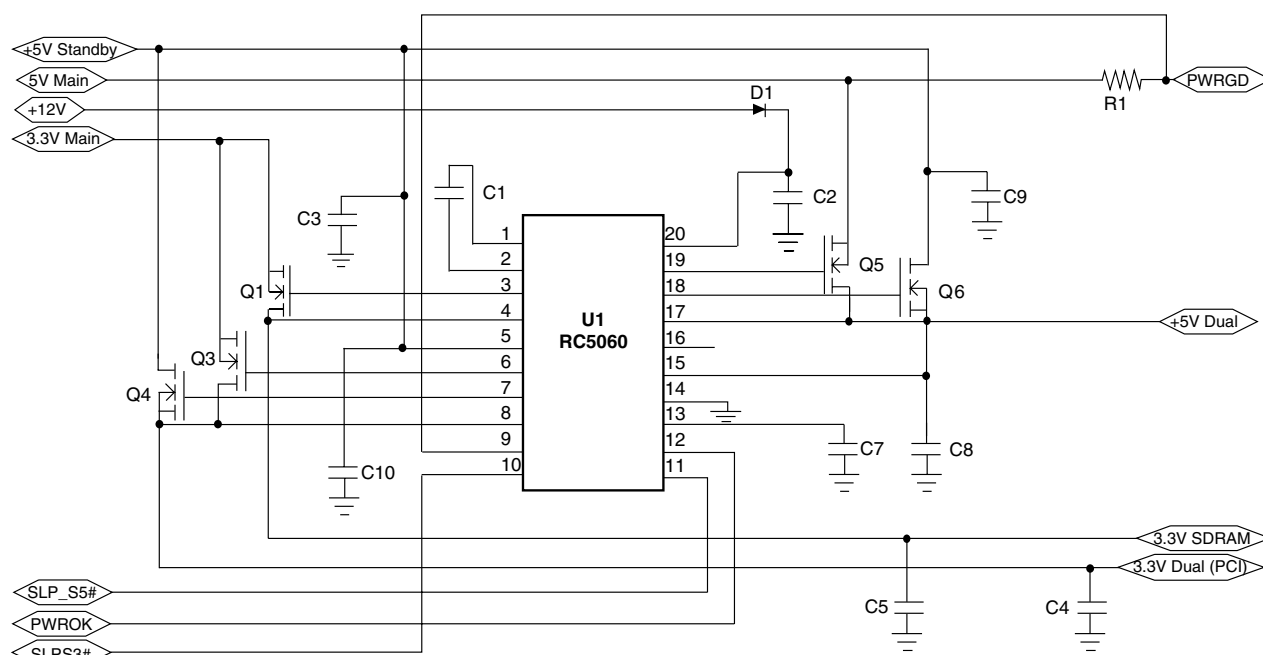 +5V Standby
5V Main
+12V
3.3V Main
D1
R1
PWRGD
C1
C2
C3
C9
1
2
3
4
5
6
7
8
9
10
U1
RC5060
20
19
18
17
16
15
14
13
12
11
Q1
Q3
Q4
Q5
Q6
+5V Dual
C10
C7
C8
3.3V SDRAM
3.3V Dual (PCI)
SLP_S5#
C5
C4
PWROK
SLPS3#